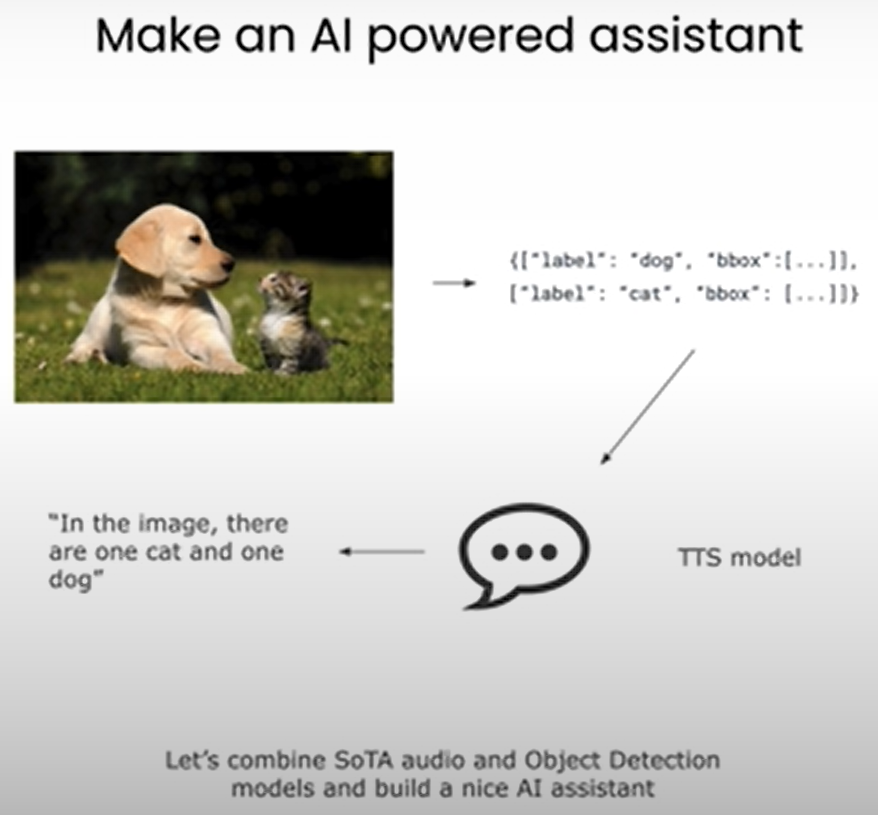 Make an AI powered assistant
{["label": "dog", "bbox":[...]],
["label": "cat", "bbox": [...]]}
"In the image, there
are one cat and one
dog"
TTS model
Let's combine SoTA audio and Object Detection
models and build a nice AI assistant